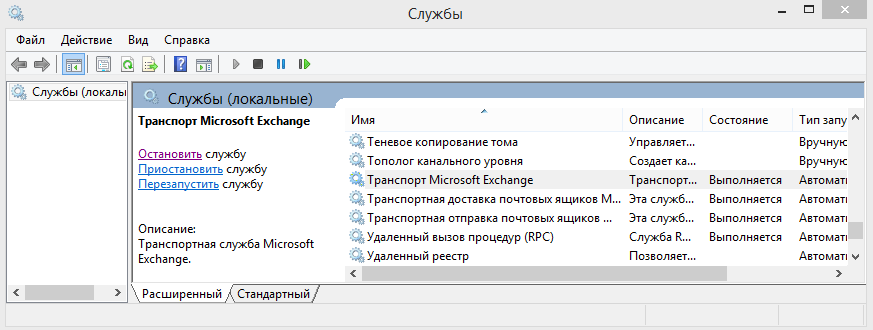 Службы
Файл Действие Вид Справка
Службы (локалы
Службы (локальные)
Транспорт Microsoft Exchange
Остановить службу
Приостановить службу
Перезапустить службу
Описание:
Транспортная служба Microsoft
Exchange.
Имя Описание Состояние Тип запу
Теневое копирование тома Управляет... Вручную
Тополог канального уровня Создает ка... Вручную
Транспорт Microsoft Exchange Транспорт... Выполняется Автомати
Транспортная доставка почтовых ящиков M... Эта служб... Выполняется Автомати
Транспортная отправка почтовых ящиков ... Эта служб... Выполняется Автомати
Удаленный вызов процедур (RPC) Служба R... Выполняется Автомати
Удаленный реестр Позволяет... Автомати
Расширенный Стандартный